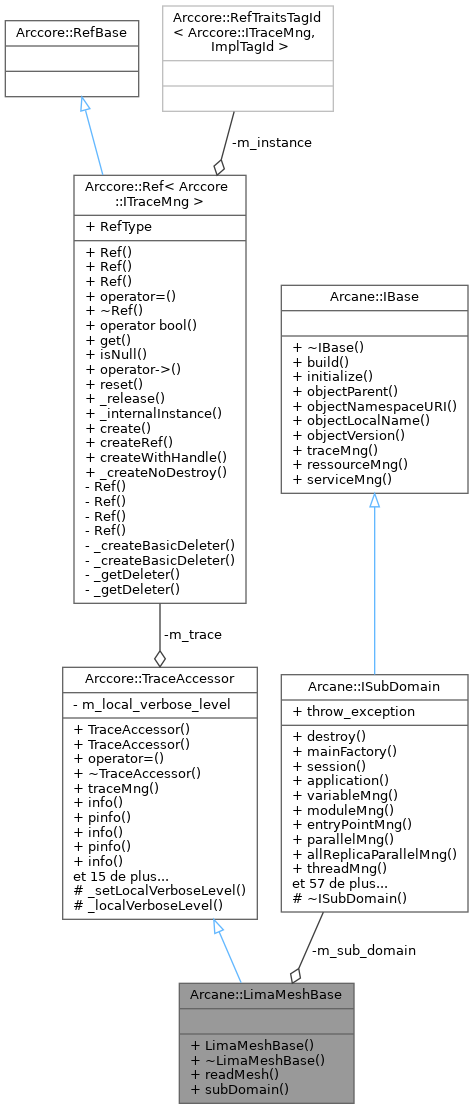 Arccore::RefBase
Arccore::RefTraitsTagId
< Arccore::ITraceMng,
ImplTagId >
-m_instance
Arccore::Ref< Arccore
::ITraceMng >
+ RefType
+ Ref()
+ Ref()
+ Ref()
+ operator=()
+ ~Ref()
+ operator bool()
+ get()
+ isNull()
+ operator->()
+ reset()
+ _release()
+ _internalInstance()
+ create()
+ createRef()
+ createWithHandle()
+ _createNoDestroy()
- Ref()
- Ref()
- Ref()
- Ref()
- _createBasicDeleter()
- _createBasicDeleter()
- _getDeleter()
- _getDeleter()
Arcane::IBase
+ ~IBase()
+ build()
+ initialize()
+ objectParent()
+ objectNamespaceURI()
+ objectLocalName()
+ objectVersion()
+ traceMng()
+ ressourceMng()
+ serviceMng()
-m_trace
Arccore::TraceAccessor
- m_local_verbose_level
+ TraceAccessor()
+ TraceAccessor()
+ operator=()
+ ~TraceAccessor()
+ traceMng()
+ info()
+ pinfo()
+ info()
+ pinfo()
+ info()
et 15 de plus...
# _setLocalVerboseLevel()
# _localVerboseLevel()
Arcane::ISubDomain
+ throw_exception
+ destroy()
+ mainFactory()
+ session()
+ application()
+ variableMng()
+ moduleMng()
+ entryPointMng()
+ parallelMng()
+ allReplicaParallelMng()
+ threadMng()
et 57 de plus...
# ~ISubDomain()
-m_sub_domain
Arcane::LimaMeshBase
+ LimaMeshBase()
+ ~LimaMeshBase()
+ readMesh()
+ subDomain()